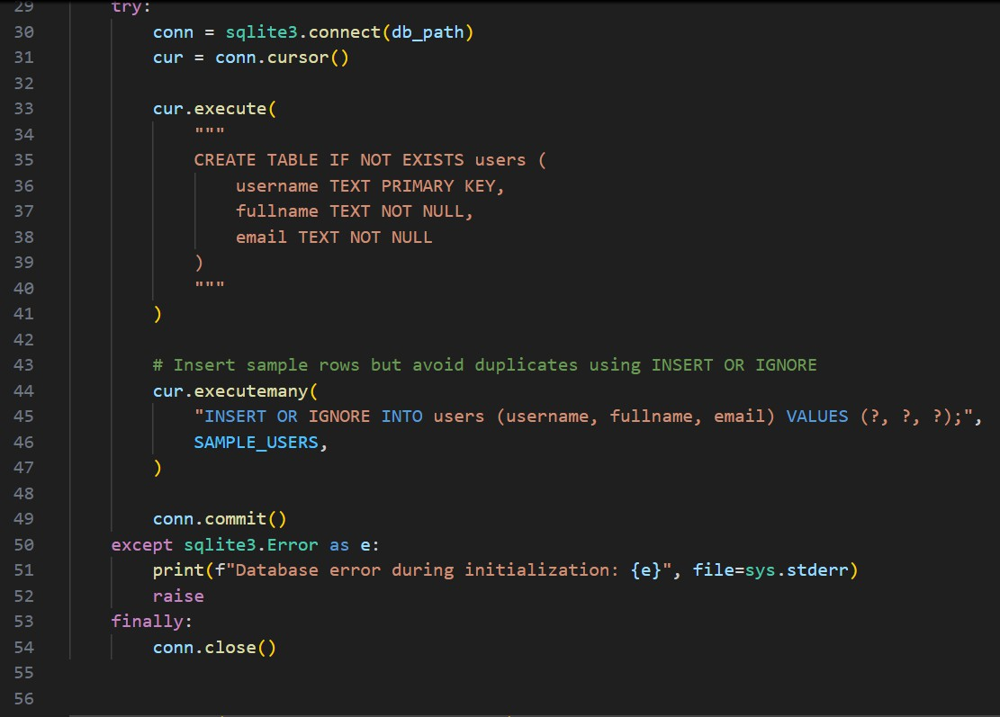 29 try:
30 conn = sqlite3.connect(db_path)
31 cur = conn.cursor()
32
33 cur.execute(
34 """
35 CREATE TABLE IF NOT EXISTS users (
36 username TEXT PRIMARY KEY,
37 fullname TEXT NOT NULL,
38 email TEXT NOT NULL
39 )
40 """
41 )
42
43 # Insert sample rows but avoid duplicates using INSERT OR IGNORE
44 cur.executemany(
45 "INSERT OR IGNORE INTO users (username, fullname, email) VALUES (?, ?, ?);",
46 SAMPLE_USERS,
47 )
48
49 conn.commit()
50 except sqlite3.Error as e:
51 print(f"Database error during initialization: {e}", file=sys.stderr)
52 raise
53 finally:
54 conn.close()
55
56